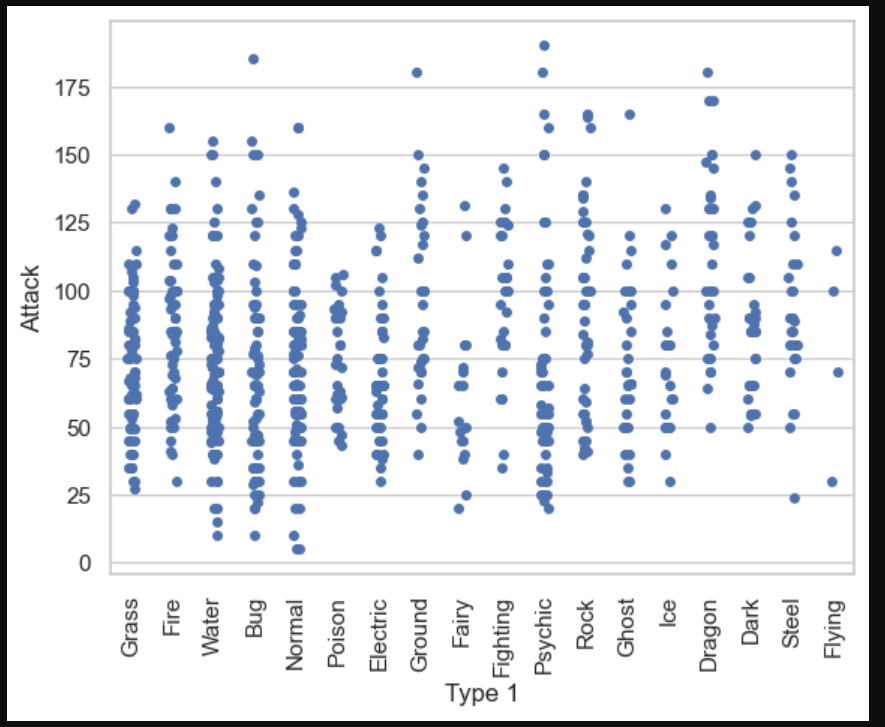 175
150
125
100
75
50
25
0
Attack
Grass
Fire
Water
Bug
Normal
Poison
Electric
Ground
Fairy
Fighting
Psychic
Rock
Ghost
Ice
Dragon
Dark
Steel
Flying
Type 1